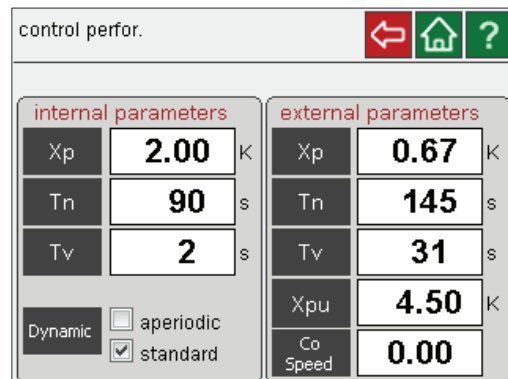 control perfor.
?
internal parameters
Xp 2.00 K
Tn 90 s
Tv 2 s
Dynamic
aperiodic
standard
external parameters
Xp 0.67 K
Tn 145 s
Tv 31 s
Xpu 4.50 K
Co Speed 0.00